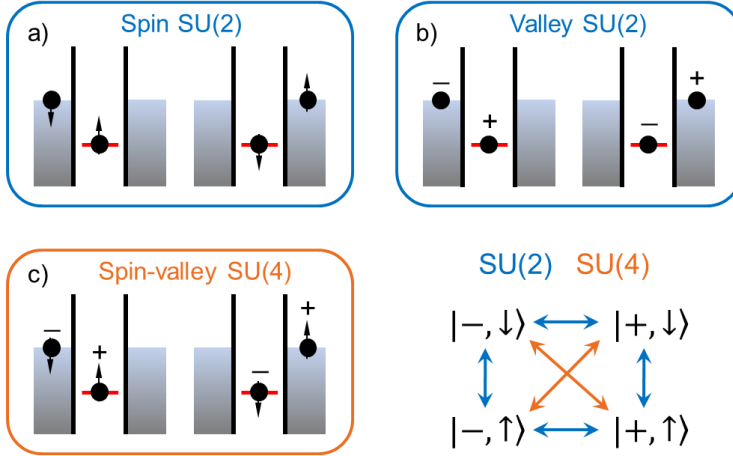 a) Spin SU(2)
− + − +
b) Valley SU(2)
− + − +
c) Spin-valley SU(4)
− + − +
SU(2) SU(4)
|−,↓⟩ |+,↓⟩
|−,↑⟩ |+,↑⟩